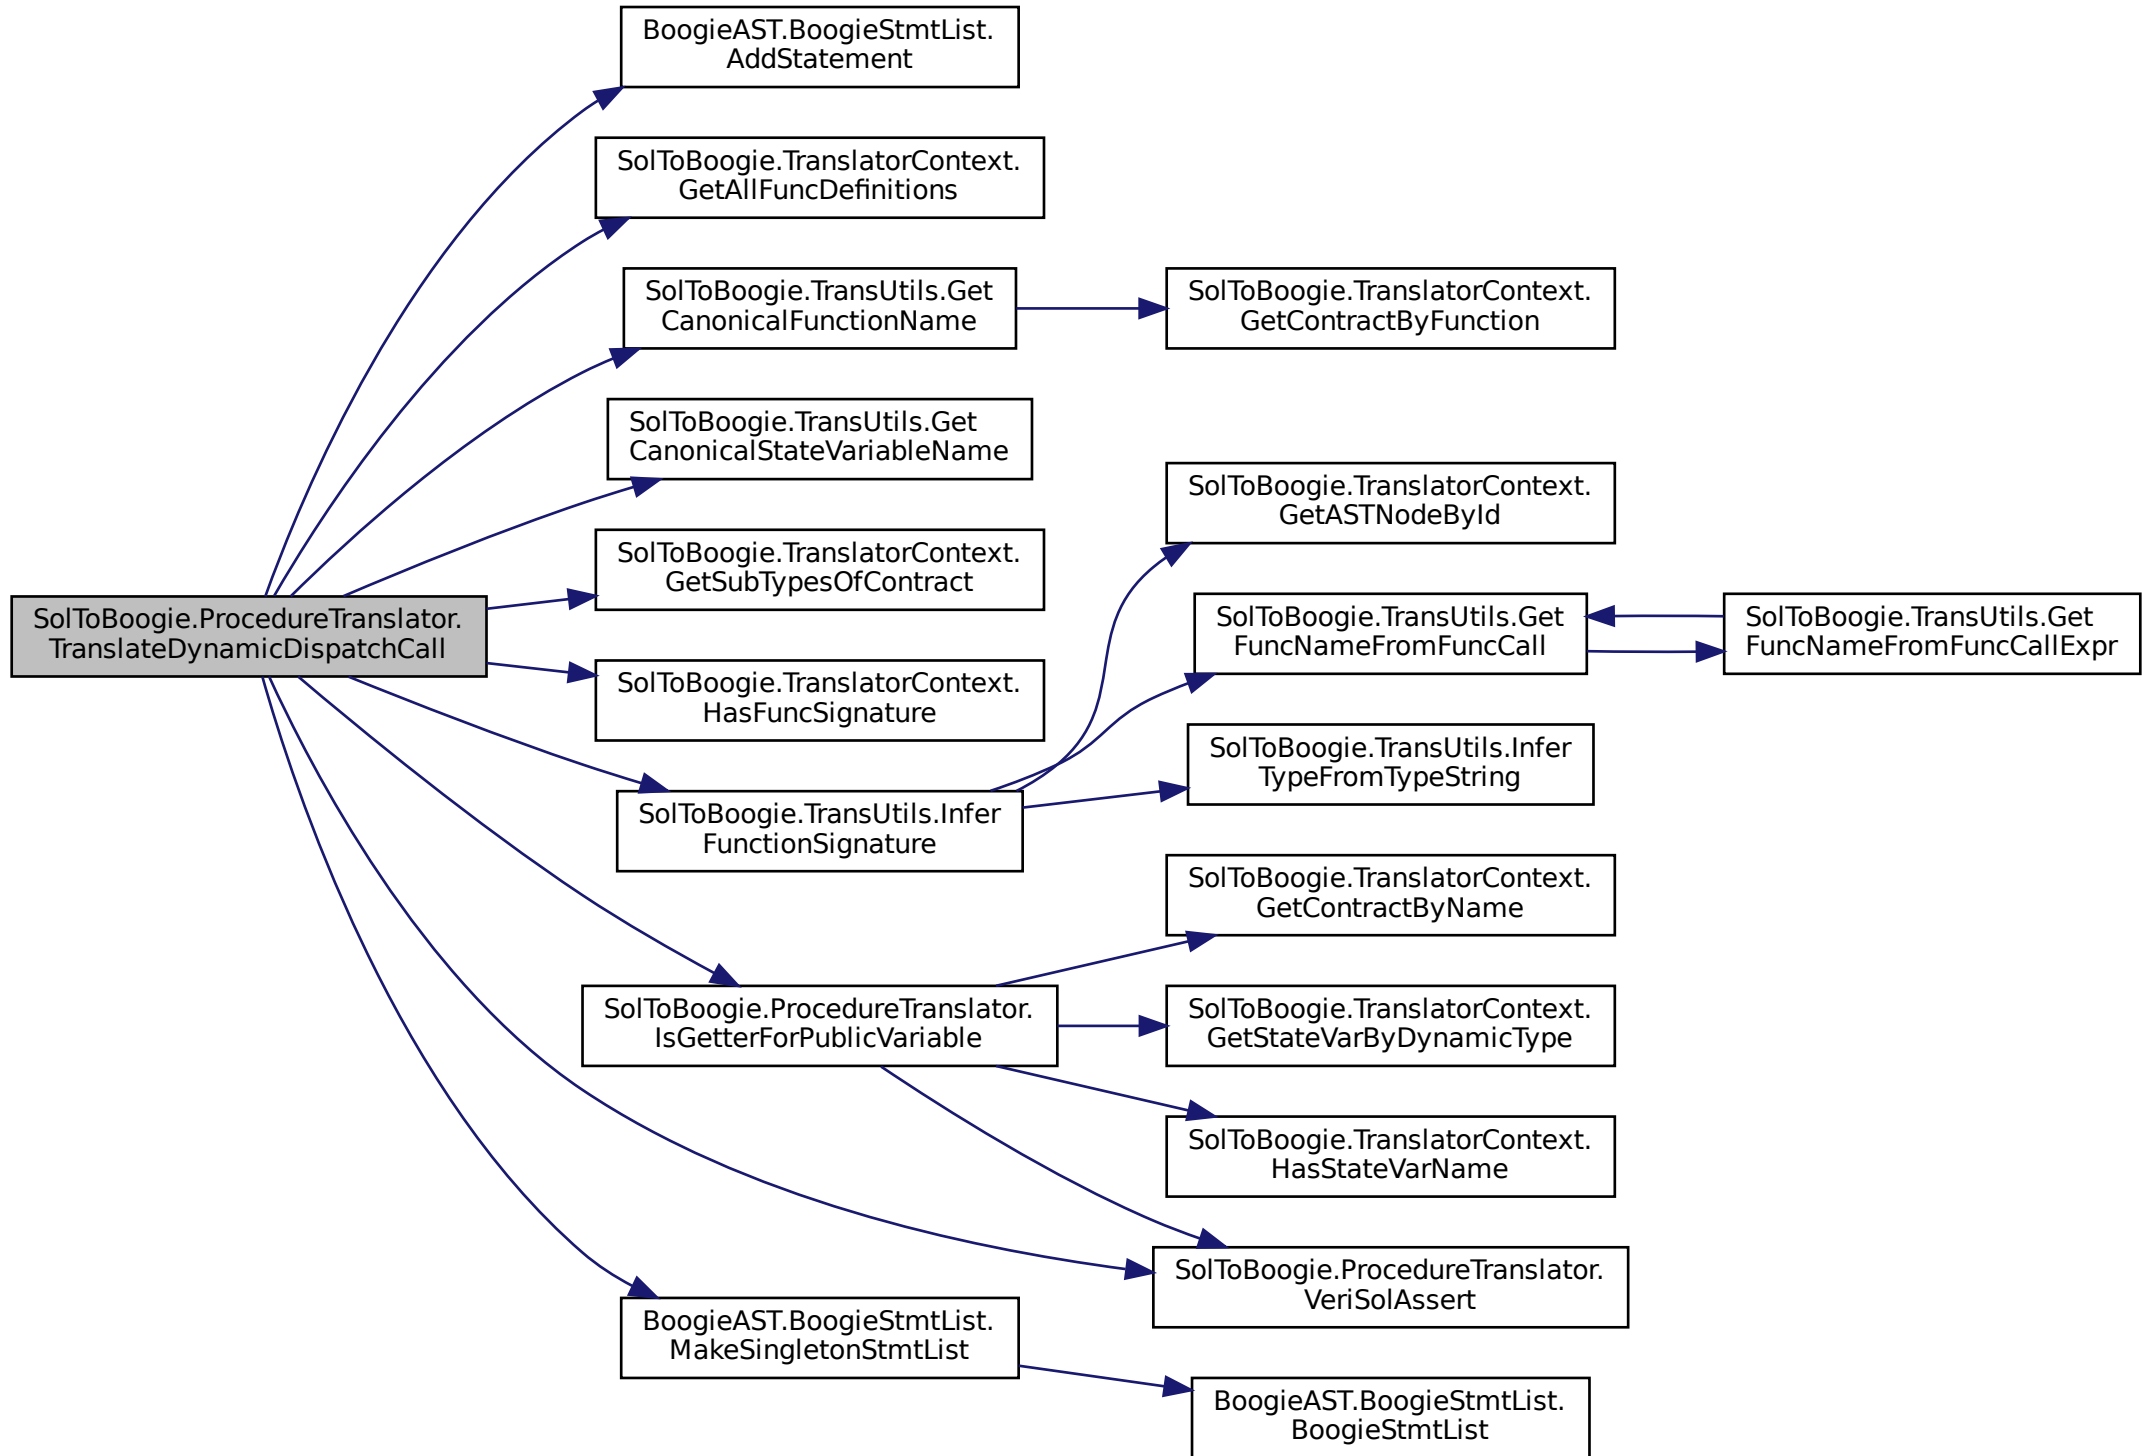 BoogieAST.BoogieStmtList.
AddStatement
SolToBoogie.TranslatorContext.
GetAllFuncDefinitions
SolToBoogie.TransUtils.Get
CanonicalFunctionName
SolToBoogie.TranslatorContext.
GetContractByFunction
SolToBoogie.TransUtils.Get
CanonicalStateVariableName
SolToBoogie.TranslatorContext.
GetASTNodeById
SolToBoogie.TranslatorContext.
GetSubTypesOfContract
SolToBoogie.ProcedureTranslator.
TranslateDynamicDispatchCall
SolToBoogie.TransUtils.Get
FuncNameFromFuncCall
SolToBoogie.TransUtils.Get
FuncNameFromFuncCallExpr
SolToBoogie.TranslatorContext.
HasFuncSignature
SolToBoogie.TransUtils.Infer
TypeFromTypeString
SolToBoogie.TransUtils.Infer
FunctionSignature
SolToBoogie.TranslatorContext.
GetContractByName
SolToBoogie.ProcedureTranslator.
IsGetterForPublicVariable
SolToBoogie.TranslatorContext.
GetStateVarByDynamicType
SolToBoogie.TranslatorContext.
HasStateVarName
SolToBoogie.ProcedureTranslator.
VeriSolAssert
BoogieAST.BoogieStmtList.
MakeSingletonStmtList
BoogieAST.BoogieStmtList.
BoogieStmtList